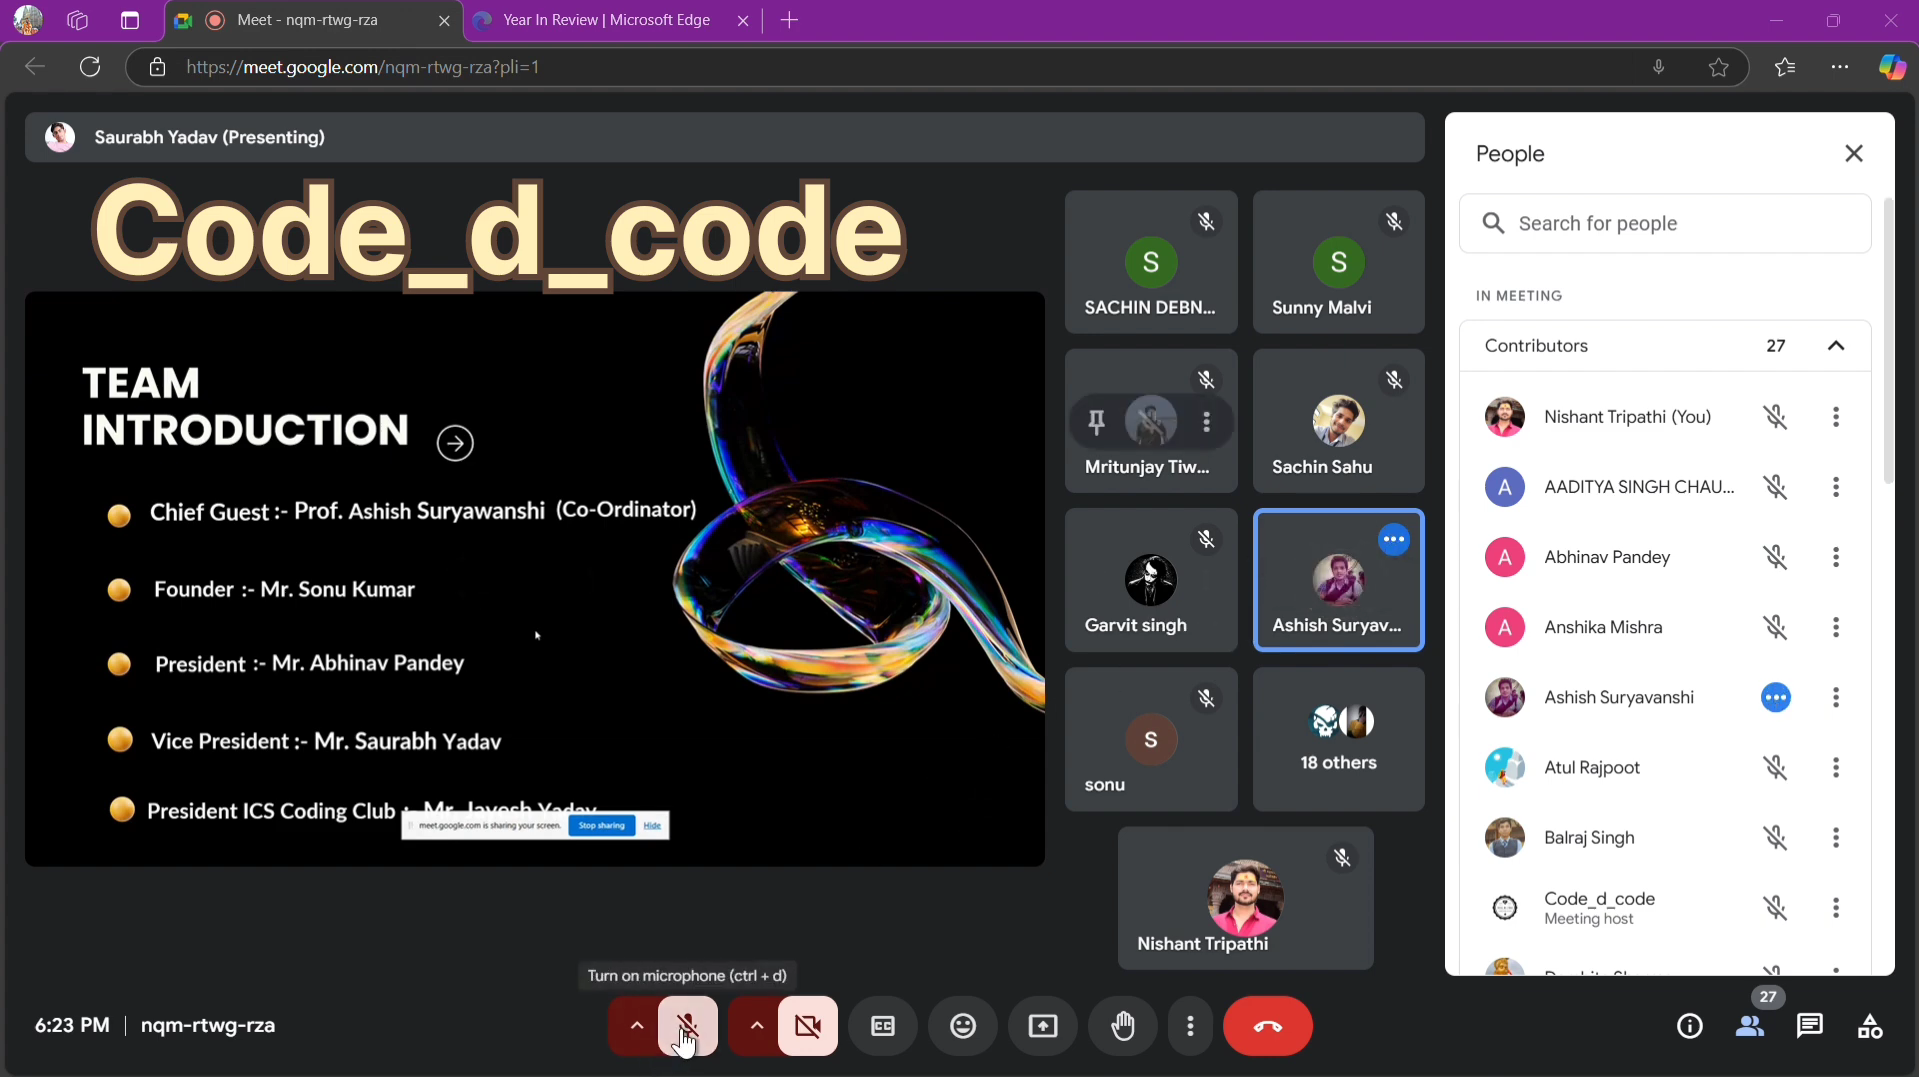 Meet - nqm-rtwg-rza
Year In Review | Microsoft Edge
https://meet.google.com/nqm-rtwg-rza?pli=1
Saurabh Yadav (Presenting)
Code_d_code
TEAM
INTRODUCTION
Chief Guest :- Prof. Ashish Suryawanshi (Co-Ordinator)
Founder :- Mr. Sonu Kumar
President :- Mr. Abhinav Pandey
Vice President :- Mr. Saurabh Yadav
President ICS Coding Club :- Mr. Jayesh Yadav
meet.google.com is sharing your screen.
Stop sharing
Hide
S
SACHIN DEBN...
S
Sunny Malvi
Mritunjay Tiw...
Sachin Sahu
Garvit singh
Ashish Suryav...
S
sonu
18 others
Nishant Tripathi
People
Search for people
IN MEETING
Contributors 27
Nishant Tripathi (You)
A AADITYA SINGH CHAU...
A Abhinav Pandey
A Anshika Mishra
Ashish Suryavanshi
Atul Rajpoot
Balraj Singh
Code_d_code
Meeting host
Turn on microphone (ctrl + d)
6:23 PM | nqm-rtwg-rza
CC
27